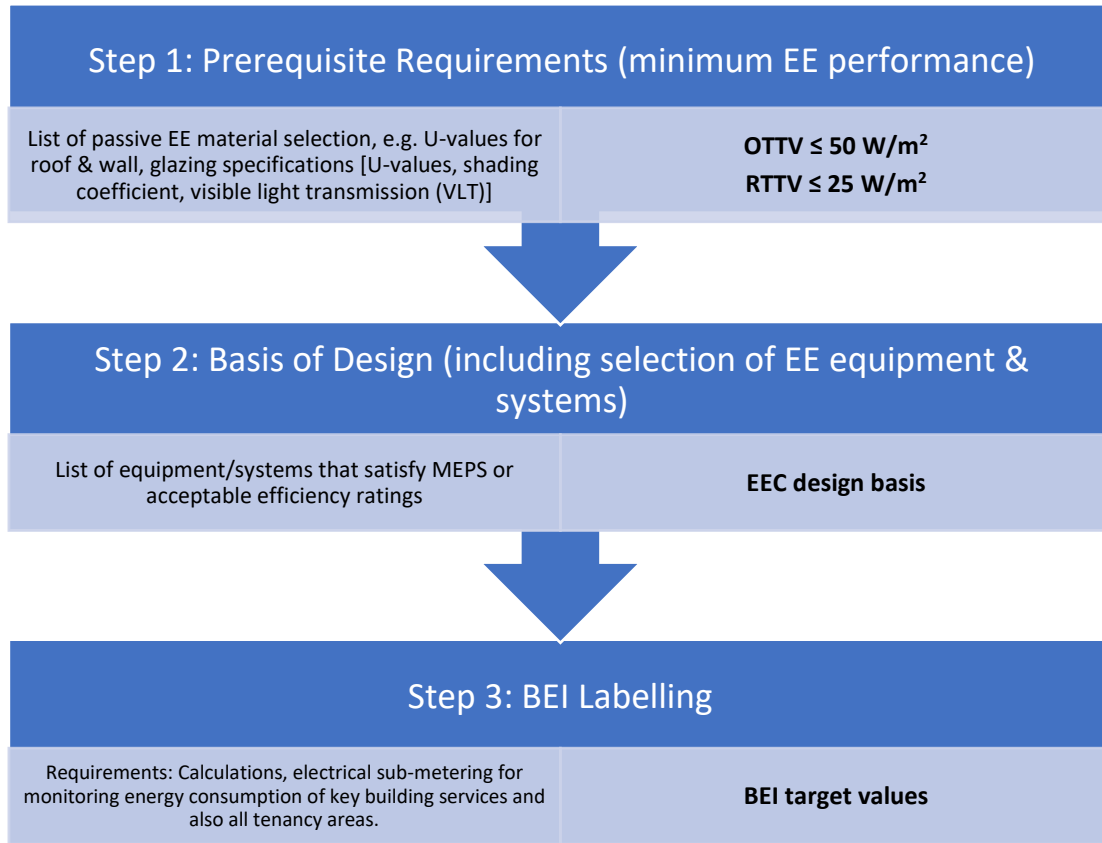 Step 1: Prerequisite Requirements (minimum EE performance)
List of passive EE material selection, e.g. U-values for
roof & wall, glazing specifications [U-values, shading
coefficient, visible light transmission (VLT)]
OTTV ≤ 50 W/m²
RTTV ≤ 25 W/m²
Step 2: Basis of Design (including selection of EE equipment &
systems)
List of equipment/systems that satisfy MEPS or
acceptable efficiency ratings
EEC design basis
Step 3: BEI Labelling
Requirements: Calculations, electrical sub-metering for
monitoring energy consumption of key building services and
also all tenancy areas.
BEI target values